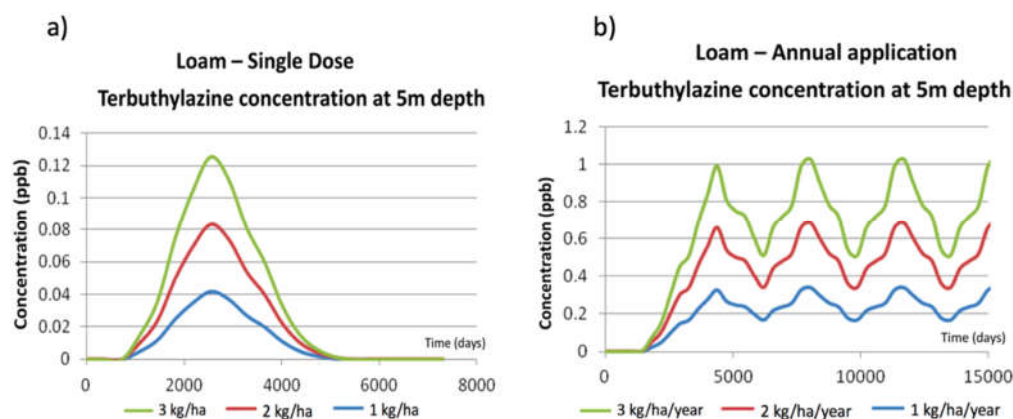 a)
Loam – Single Dose
Terbuthylazine concentration at 5m depth
Concentration (ppb)
0.14
0.12
0.1
0.08
0.06
0.04
0.02
0
Time (days)
0 2000 4000 6000 8000
3 kg/ha 2 kg/ha 1 kg/ha
b)
Loam – Annual application
Terbuthylazine concentration at 5m depth
Concentration (ppb)
1.2
1
0.8
0.6
0.4
0.2
0
Time (days)
0 5000 10000 15000
3 kg/ha/year 2 kg/ha/year 1 kg/ha/year